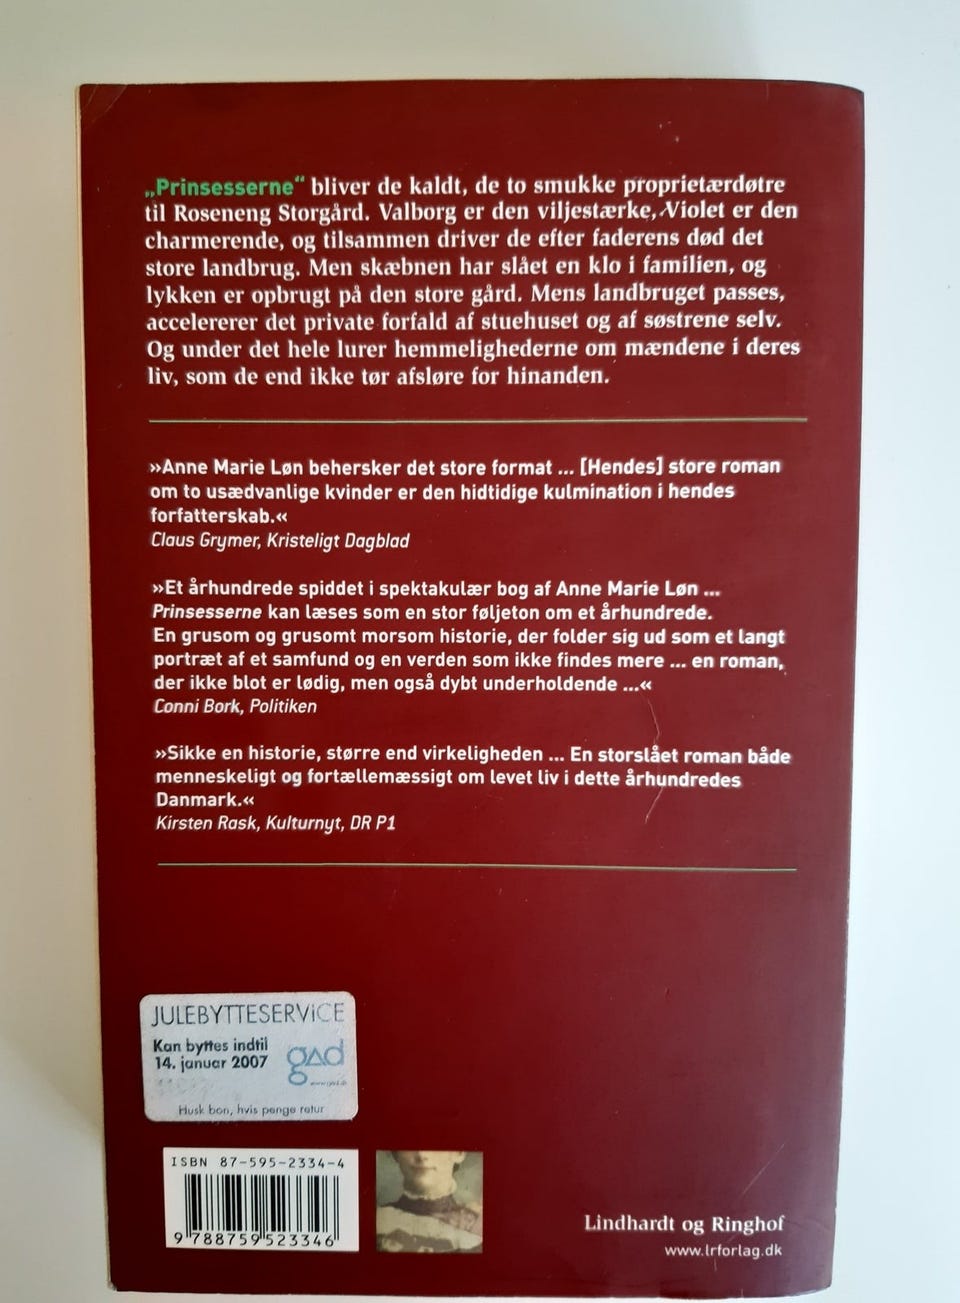 „Prinsesserne“ bliver de kaldt, de to smukke proprietærdøtre
til Roseneng Storgård. Valborg er den viljestærke, Violet er den
charmerende, og tilsammen driver de efter faderens død det
store landbrug. Men skæbnen har slået en klo i familien, og
lykken er opbrugt på den store gård. Mens landbruget passes,
accelererer det private forfald af stuehuset og af søstrene selv.
Og under det hele lurer hemmelighederne om mændene i deres
liv, som de end ikke tør afsløre for hinanden.
»Anne Marie Løn behersker det store format ... [Hendes] store roman
om to usædvanlige kvinder er den hidtidige kulmination i hendes
forfatterskab.«
Claus Grymer, Kristeligt Dagblad
»Et århundrede spiddet i spektakulær bog af Anne Marie Løn ...
Prinsesserne kan læses som en stor føljeton om et århundrede.
En grusom og grusomt morsom historie, der folder sig ud som et langt
portræt af et samfund og en verden som ikke findes mere ... en roman,
der ikke blot er lødig, men også dybt underholdende ...«
Conni Bork, Politiken
»Sikke en historie, større end virkeligheden ... En storslået roman både
menneskeligt og fortællemæssigt om levet liv i dette århundredes
Danmark.«
Kirsten Rask, Kulturnyt, DR P1
JULEBYTTESERViCE
Kan byttes indtil
14. januar 2007
gad
www.gad.dk
Husk bon, hvis penge retur
ISBN 87-595-2334-4
9 788759 523346
Lindhardt og Ringhof
www.lrforlag.dk